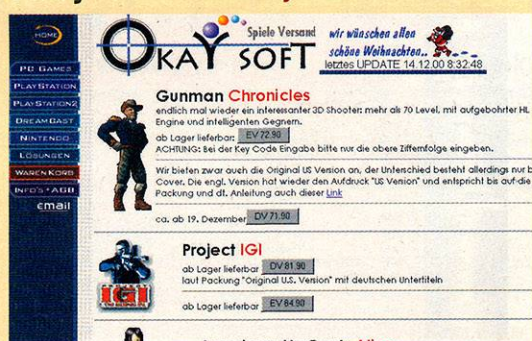 HOME
PC GAMES
PLAYSTATION
PLAYSTATION2
DREAMCAST
NINTENDO
LÖSUNGEN
WARENKORB
INFO'S + AGB
email
OKAY SOFT
Spiele Versand
wir wünschen allen
schöne Weihnachten..
letztes UPDATE 14.12.00 8:32:48
Gunman Chronicles
endlich mal wieder ein interessanter 3D Shooter: mehr als 70 Level, mit aufgebohrter HL
Engine und intelligenten Gegnern.
ab Lager lieferbar: EV 72.90
ACHTUNG: Bei der Key Code Eingabe bitte nur die obere Ziffernfolge eingeben.
Wir bieten zwar auch die Original US Version an, der Unterschied besteht allerdings nur b
Cover. Die engl. Version hat wieder den Aufdruck "US Version" und entspricht bis auf die
Packung und dt. Anleitung auch dieser Link
ca. ab 19. Dezember DV 71.90
Project IGI
ab Lager lieferbar DV 81.90
laut Packung "Original U.S. Version" mit deutschen Untertiteln
IGI
ab Lager lieferbar EV 84.90